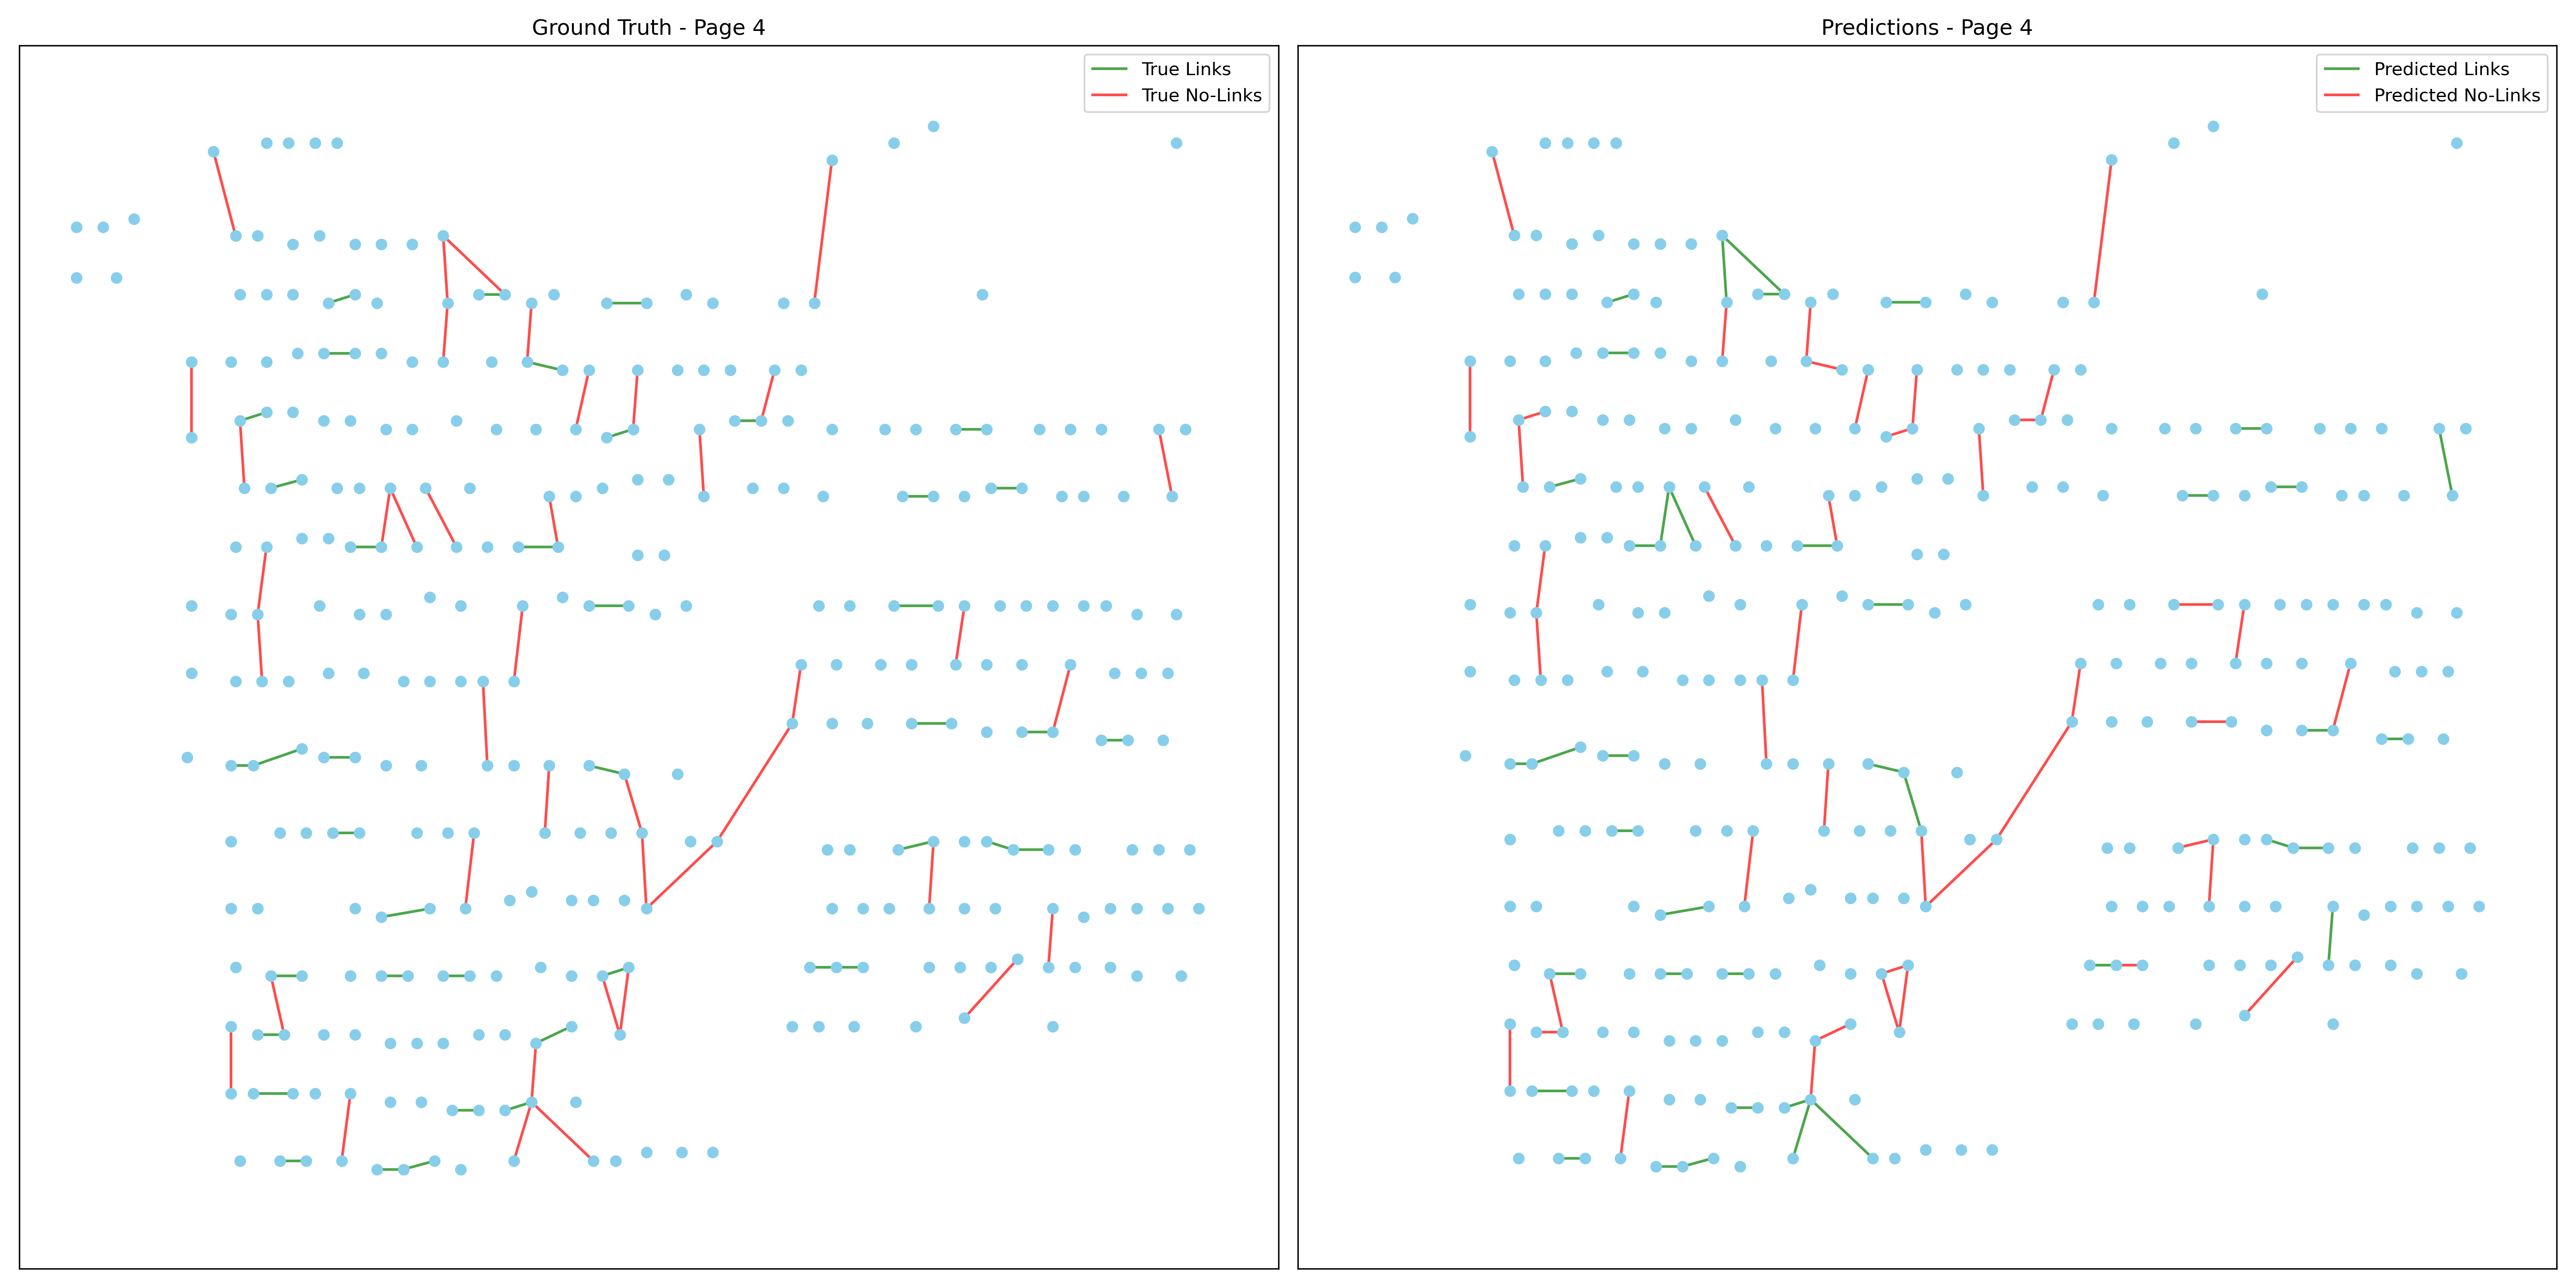 Ground Truth - Page 4
True Links
True No-Links
Predictions - Page 4
Predicted Links
Predicted No-Links